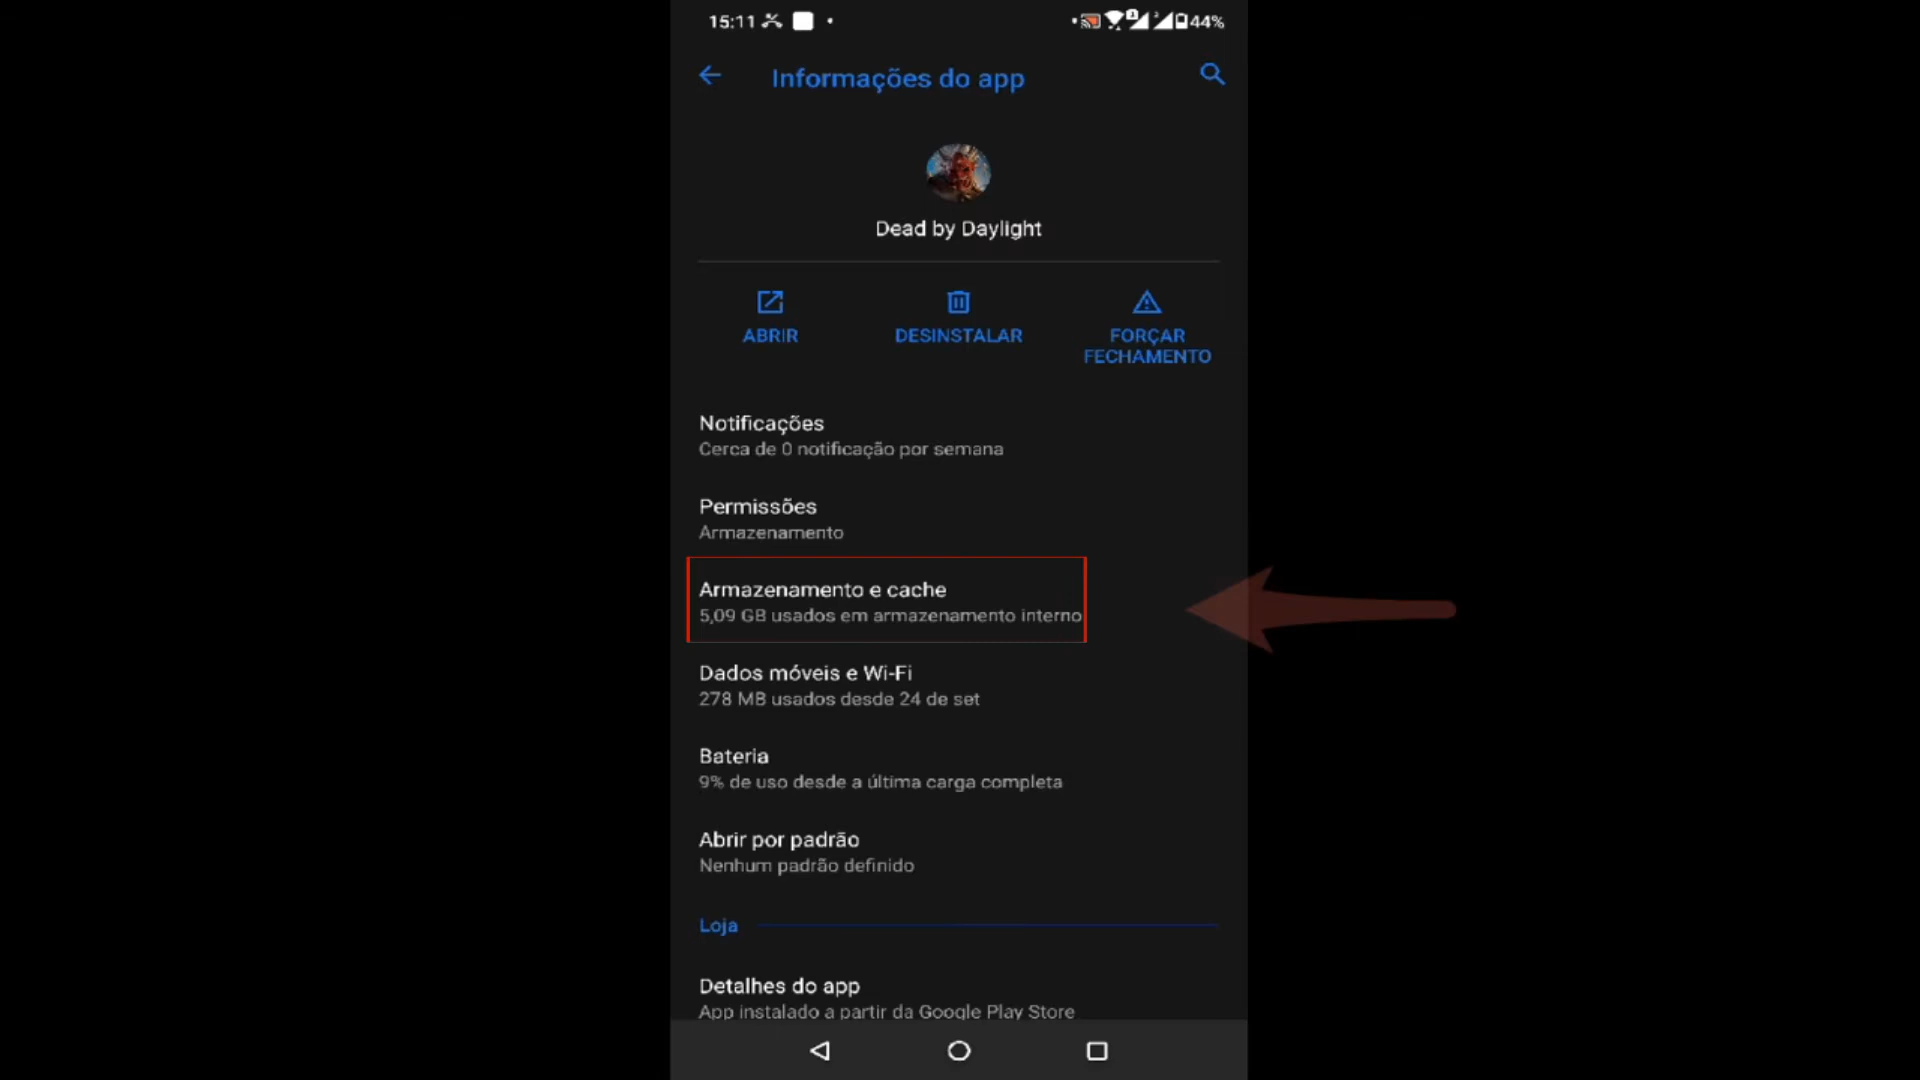 15:11
44%
Informações do app
Dead by Daylight
ABRIR
DESINSTALAR
FORÇAR
FECHAMENTO
Notificações
Cerca de 0 notificação por semana
Permissões
Armazenamento
Armazenamento e cache
5,09 GB usados em armazenamento interno
Dados móveis e Wi-Fi
278 MB usados desde 24 de set
Bateria
9% de uso desde a última carga completa
Abrir por padrão
Nenhum padrão definido
Loja
Detalhes do app
App instalado a partir da Google Play Store